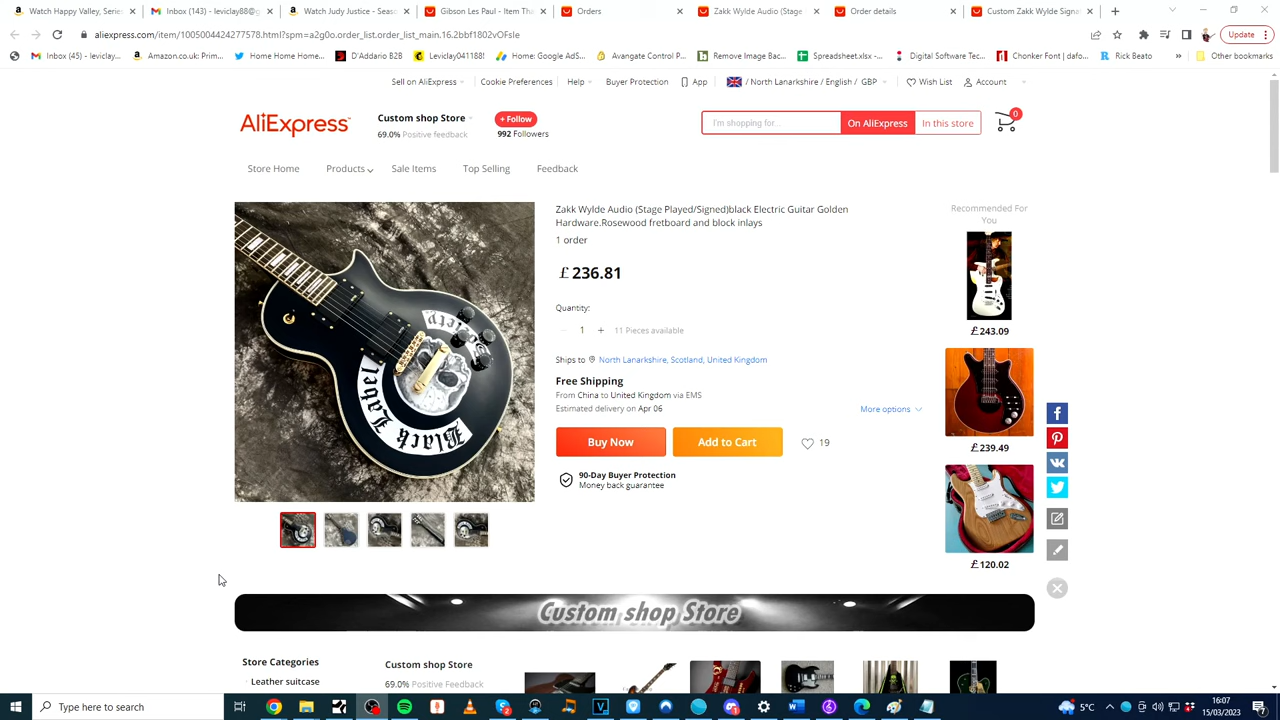 Watch Happy Valley, Serie
Inbox (143) - leviclay88@g
Watch Judy Justice - Seas
Gibson Les Paul - Item Th
Orders
Zakk Wylde Audio (Stage
Order details
Custom Zakk Wylde Signa
aliexpress.com/item/1005004424277578.html?spm=a2g0o.order_list.order_list_main.16.2bbf1802vOFsIe
Update
Inbox (45) - leviclay...
Amazon.co.uk: Prim...
Home Home Home...
D'Addario B2B
Leviclay041188!
Home: Google AdS...
Avangate Control P...
Remove Image Bac...
Spreadsheet.xlsx -...
Digital Software Tec...
Chonker Font | dafo...
Rick Beato
»
Other bookmarks
Sell on AliExpress
Cookie Preferences
Help
Buyer Protection
App
/ North Lanarkshire / English / GBP
Wish List
Account
AliExpress
Custom shop Store
69.0% Positive feedback
+ Follow
992 Followers
I'm shopping for...
On AliExpress
In this store
0
Store Home
Products
Sale Items
Top Selling
Feedback
Zakk Wylde Audio (Stage Played/Signed)black Electric Guitar Golden
Hardware.Rosewood fretboard and block inlays
1 order
£236.81
Quantity:
− 1 + 11 Pieces available
Ships to North Lanarkshire, Scotland, United Kingdom
Free Shipping
From China to United Kingdom via EMS
Estimated delivery on Apr 06
More options
Buy Now
Add to Cart
19
90-Day Buyer Protection
Money back guarantee
Black Label
Society
Recommended For
You
£243.09
£239.49
£120.02
Custom shop Store
Store Categories
Leather suitcase
Custom shop Store
69.0% Positive Feedback
Type here to search
5°C
16:07
15/03/2023